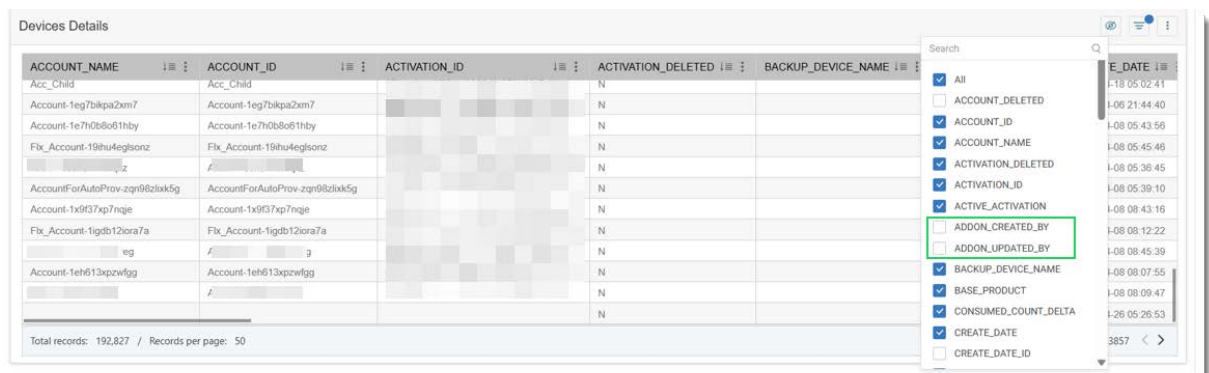 Devices Details
ACCOUNT_NAME ACCOUNT_ID ACTIVATION_ID ACTIVATION_DELETED BACKUP_DEVICE_NAME E_DATE
Acc_Child Acc_Child N -18 05:02:41
Account-1eg7bikpa2xm7 Account-1eg7bikpa2xm7 N -06 21:44:40
Account-1e7h0b8o61hby Account-1e7h0b8o61hby N -08 05:43:56
Flx_Account-19ihu4eglsonz Flx_Account-19ihu4eglsonz N -08 05:45:46
N -08 05:36:45
AccountForAutoProv-zqn98zlixk5g AccountForAutoProv-zqn98zlixk5g N -08 05:39:10
Account-1x9f37xp7nqje Account-1x9f37xp7nqje N -08 08:43:16
Flx_Account-1igdb12iora7a Flx_Account-1igdb12iora7a N -08 08:12:22
eg g N -08 08:45:39
Account-1eh613xpzwfgg Account-1eh613xpzwfgg N -08 08:07:55
N -08 08:09:47
N -26 05:26:53
Total records: 192,827 / Records per page: 50 3857
Search
All
ACCOUNT_DELETED
ACCOUNT_ID
ACCOUNT_NAME
ACTIVATION_DELETED
ACTIVATION_ID
ACTIVE_ACTIVATION
ADDON_CREATED_BY
ADDON_UPDATED_BY
BACKUP_DEVICE_NAME
BASE_PRODUCT
CONSUMED_COUNT_DELTA
CREATE_DATE
CREATE_DATE_ID